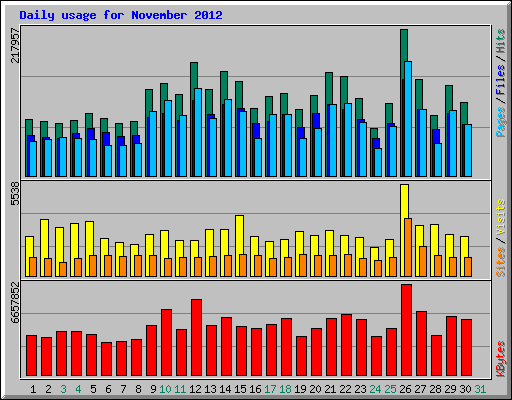 Daily usage for November 2012
217957
Pages / Files / Hits
5538
Sites / Visits
6657852
KBytes
1 2 3 4 5 6 7 8 9 10 11 12 13 14 15 16 17 18 19 20 21 22 23 24 25 26 27 28 29 30 31